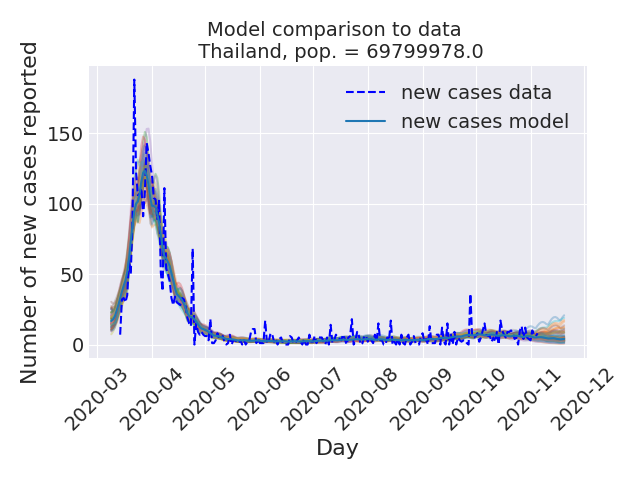 Model comparison to data
Thailand, pop. = 69799978.0
Number of new cases reported
150
100
50
0
new cases data
new cases model
2020-03
2020-04
2020-05
2020-06
2020-07
2020-08
2020-09
2020-10
2020-11
2020-12
Day